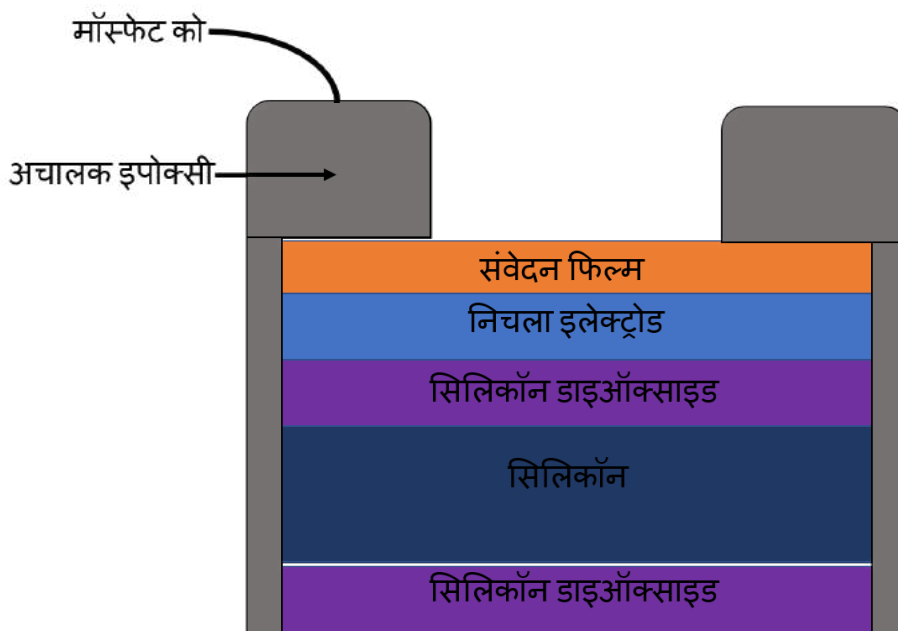 मॉस्फेट को
अचालक इपोक्सी
संवेदन फिल्म
निचला इलेक्ट्रोड
सिलिकॉन डाइऑक्साइड
सिलिकॉन
सिलिकॉन डाइऑक्साइड